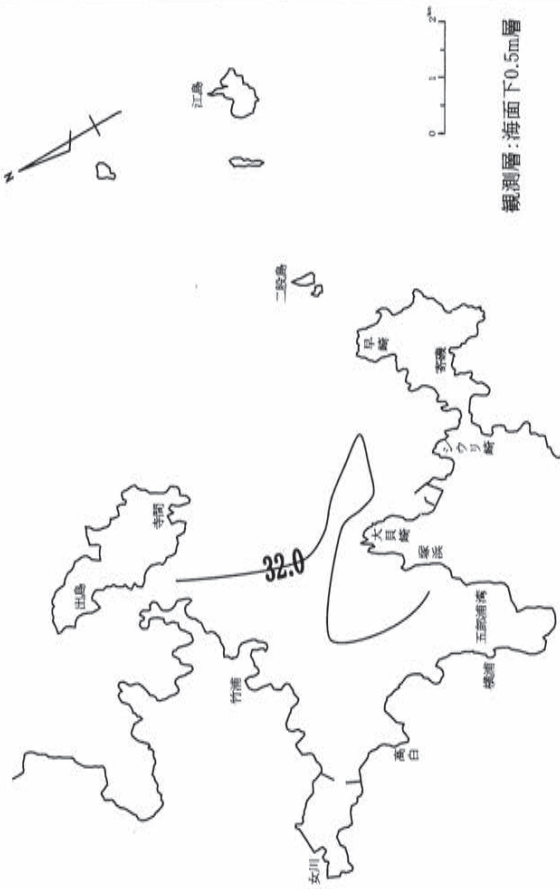 N
江島
0 1 2km
観測層：海面下0.5m層
二股島
早崎
寄磯
シウリ崎
出島
寺間
32.0
大貝崎
塚浜
五部浦湾
竹浦
横浦
高白
女川